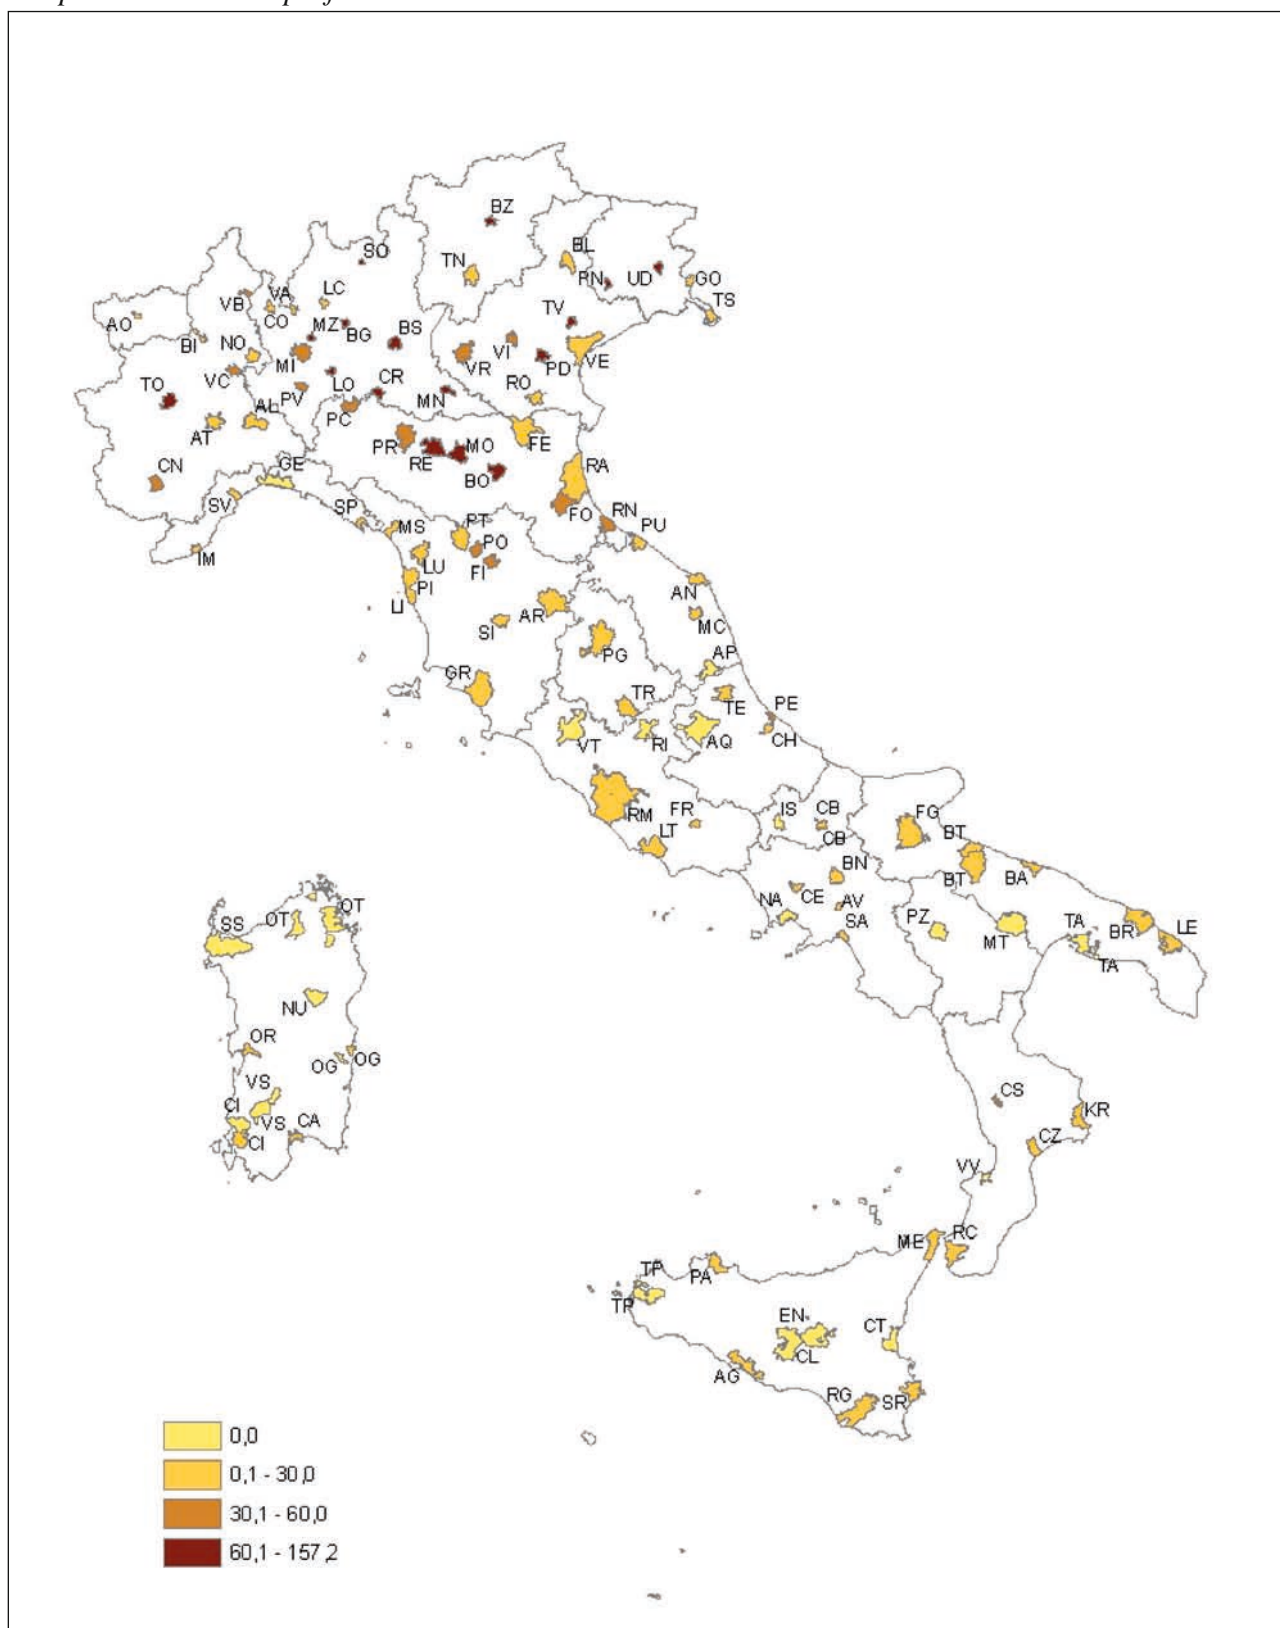 BZ
SO
TN
BL
PN
UD
GO
TS
VB
VA
LC
CO
AO
TV
MZ
BG
BS
BI
NO
MI
VR
VI
PD
VE
TO
VC
PV
LO
CR
MN
RO
PC
AT
AL
PR
RE
MO
FE
CN
GE
BO
RA
SV
SP
MS
PT
PO
FO
RN
PU
IM
LU
FI
PI
LI
AN
AR
SI
MC
PG
AP
GR
TR
TE
PE
VT
RI
AQ
CH
RM
FR
IS
CB
CB
FG
BT
LT
BN
BT
BA
CE
NA
AV
SA
PZ
MT
TA
BR
LE
TA
SS
OT
OT
NU
OR
OG
OG
VS
CI
VS
CA
CI
CS
KR
CZ
VV
ME
RC
TP
PA
TP
EN
CT
CL
AG
RG
SR
0,0
0,1 - 30,0
30,1 - 60,0
60,1 - 157,2